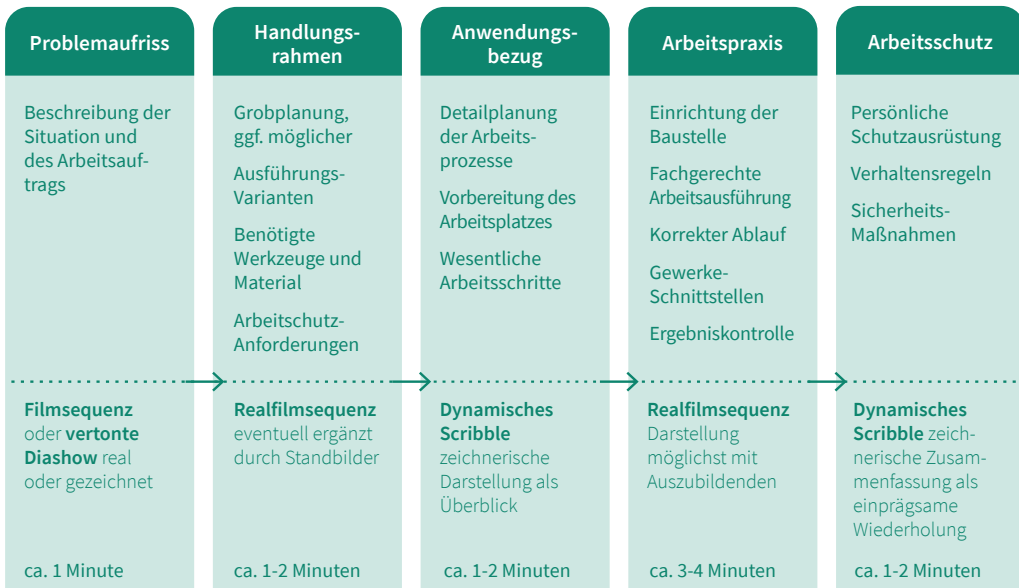 Problemaufriss
Beschreibung der
Situation und
des Arbeitsauf-
trags
Filmsequenz
oder vertonte
Diashow real
oder gezeichnet
ca. 1 Minute
Handlungs-
rahmen
Grobplanung,
ggf. möglicher
Ausführungs-
Varianten
Benötigte
Werkzeuge und
Material
Arbeitschutz-
Anforderungen
Realfilmsequenz
eventuell ergänzt
durch Standbilder
ca. 1-2 Minuten
Anwendungs-
bezug
Detailplanung
der Arbeits-
prozesse
Vorbereitung des
Arbeitsplatzes
Wesentliche
Arbeitsschritte
Dynamisches
Scribble
zeichnerische
Darstellung als
Überblick
ca. 1-2 Minuten
Arbeitspraxis
Einrichtung der
Baustelle
Fachgerechte
Arbeitsausführung
Korrekter Ablauf
Gewerke-
Schnittstellen
Ergebniskontrolle
Realfilmsequenz
Darstellung
möglichst mit
Auszubildenden
ca. 3-4 Minuten
Arbeitsschutz
Persönliche
Schutzausrüstung
Verhaltensregeln
Sicherheits-
Maßnahmen
Dynamisches
Scribble zeich-
nerische Zusam-
menfassung als
einprägsame
Wiederholung
ca. 1-2 Minuten